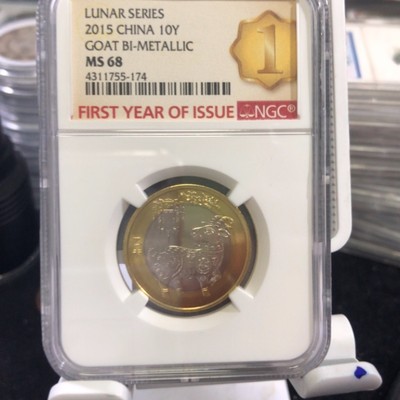 LUNAR SERIES
2015 CHINA 10Y
GOAT BI-METALLIC
MS 68
4311755-174
1
FIRST YEAR OF ISSUE NGC®